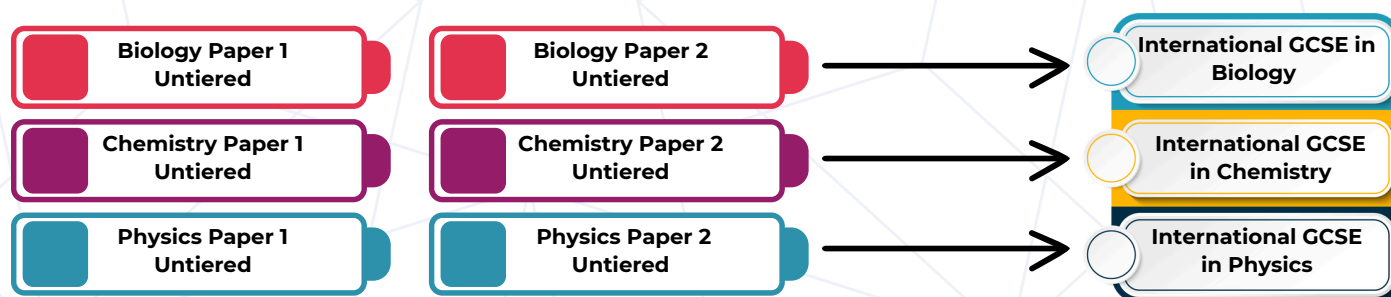 Biology Paper 1
Untiered
Biology Paper 2
Untiered
International GCSE in
Biology
Chemistry Paper 1
Untiered
Chemistry Paper 2
Untiered
International GCSE
in Chemistry
Physics Paper 1
Untiered
Physics Paper 2
Untiered
International GCSE
in Physics